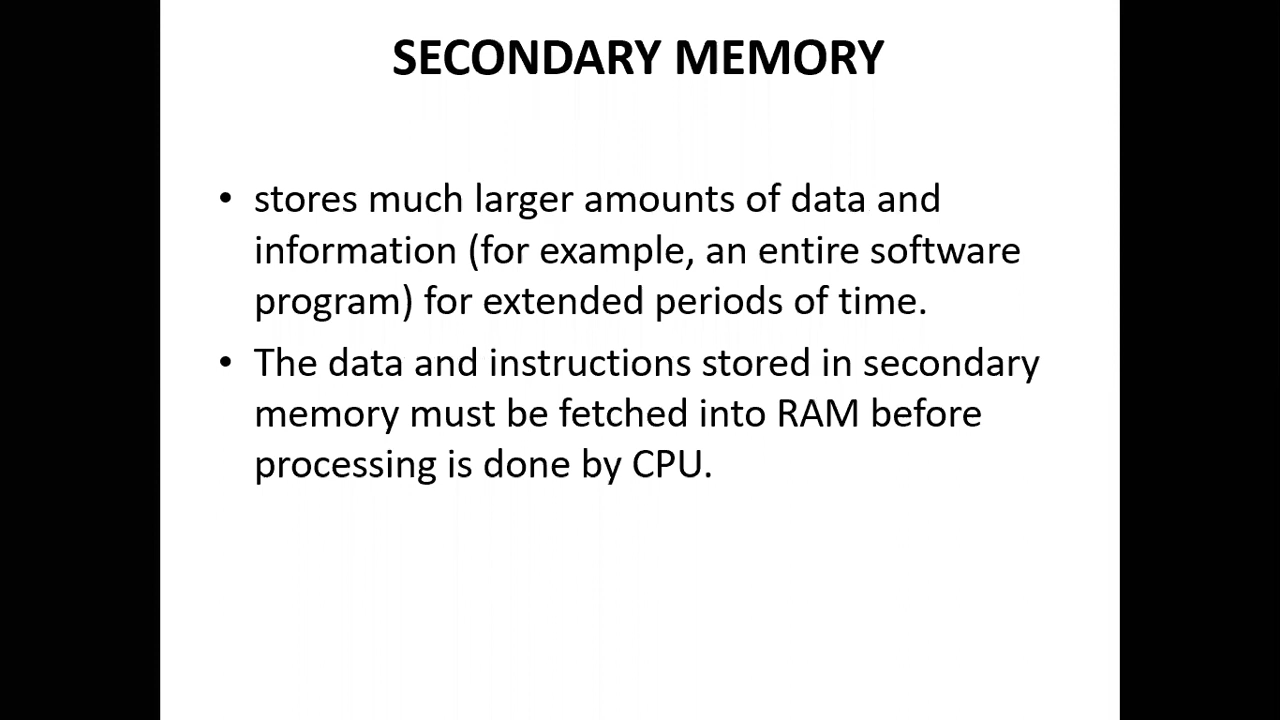 SECONDARY MEMORY
• stores much larger amounts of data and
information (for example, an entire software
program) for extended periods of time.
• The data and instructions stored in secondary
memory must be fetched into RAM before
processing is done by CPU.